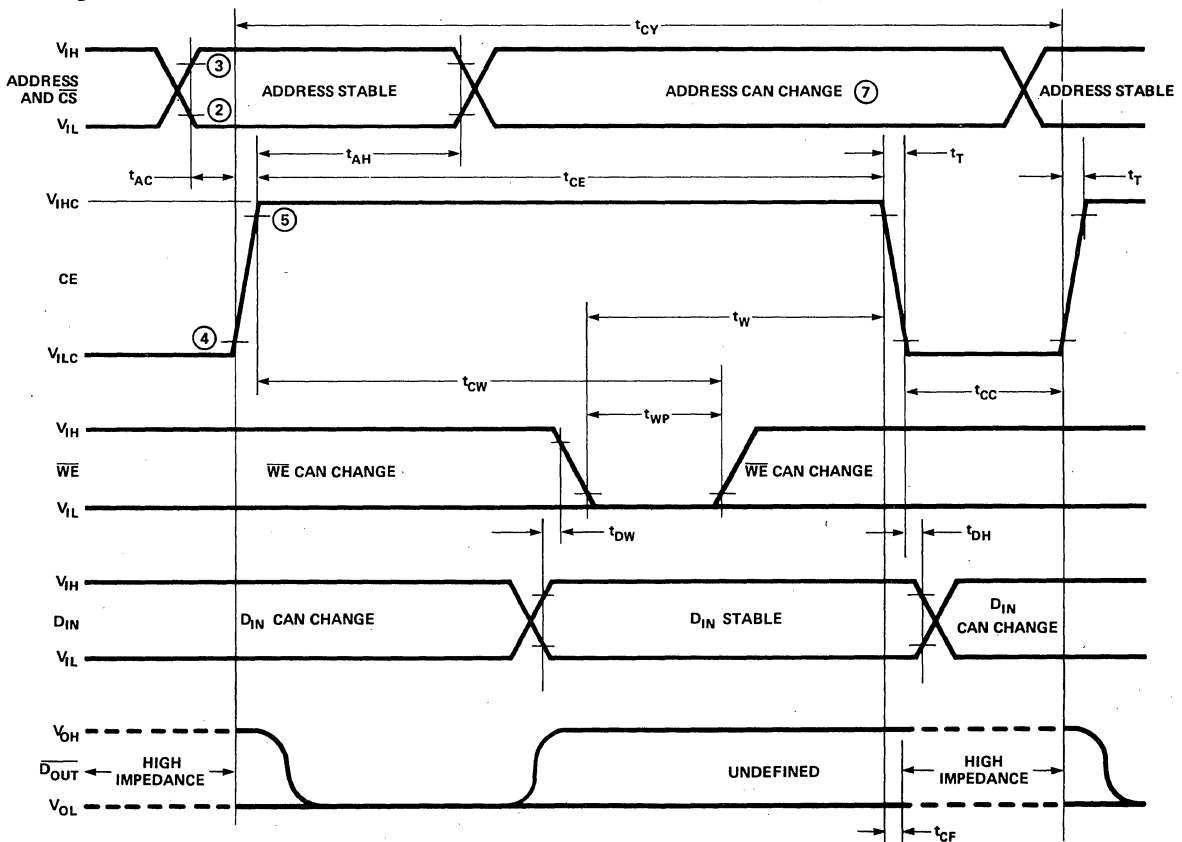 tCY
VIH
ADDRESS
AND CS
VIL
③
②
ADDRESS STABLE
ADDRESS CAN CHANGE ⑦
ADDRESS STABLE
tAH
tT
tAC
tCE
tT
VIHC
⑤
CE
④
VILC
tW
tCW
tCC
tWP
VIH
WE
VIL
WE CAN CHANGE
WE CAN CHANGE
tDW
tDH
VIH
DIN
VIL
DIN CAN CHANGE
DIN STABLE
DIN
CAN CHANGE
VOH
DOUT
VOL
HIGH
IMPEDANCE
UNDEFINED
HIGH
IMPEDANCE
tCF